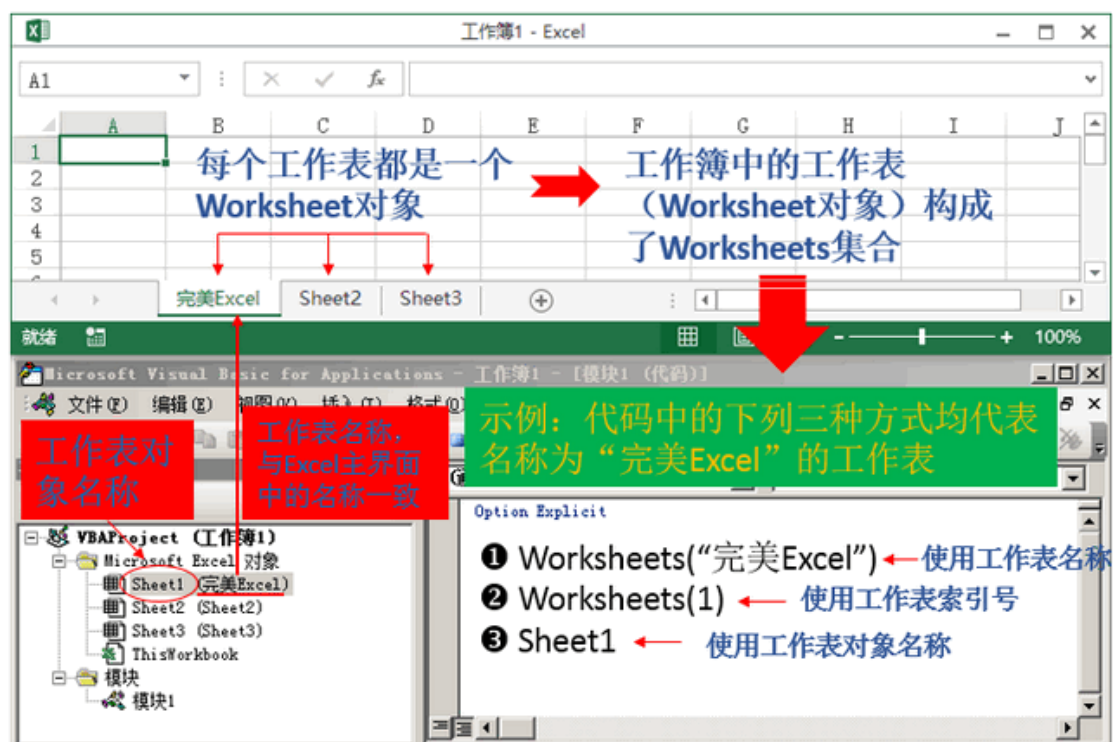 工作簿1 - Excel
A1
fx
A B C D E F G H I J
1
2
3
4
5
每个工作表都是一个
Worksheet对象
工作簿中的工作表
（Worksheet对象）构成
了Worksheets集合
完美Excel Sheet2 Sheet3
就绪
100%
Microsoft Visual Basic for Applications - 工作簿1 - [模块1 (代码)]
文件(F) 编辑(E) 视图(V) 插入(I) 格式(O)
工作表对
象名称
工作表名称，
与Excel主界面
中的名称一致
示例：代码中的下列三种方式均代表
名称为“完美Excel”的工作表
VBAProject (工作簿1)
Microsoft Excel 对象
Sheet1 (完美Excel)
Sheet2 (Sheet2)
Sheet3 (Sheet3)
ThisWorkbook
模块
模块1
Option Explicit
❶ Worksheets(“完美Excel”) 使用工作表名称
❷ Worksheets(1) 使用工作表索引号
❸ Sheet1 使用工作表对象名称